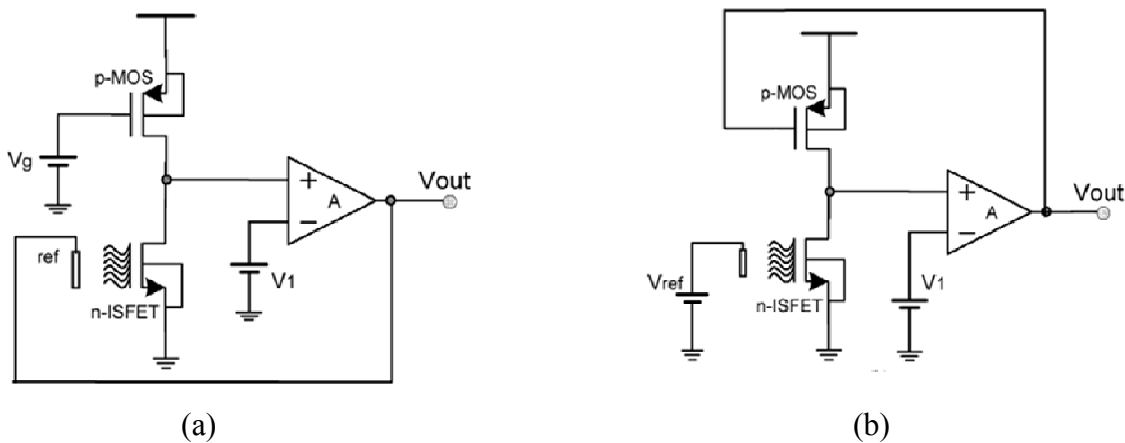 p-MOS
Vg
+
A
−
Vout
ref
V1
n-ISFET
(a)
p-MOS
+
A
−
Vout
Vref
V1
n-ISFET
(b)